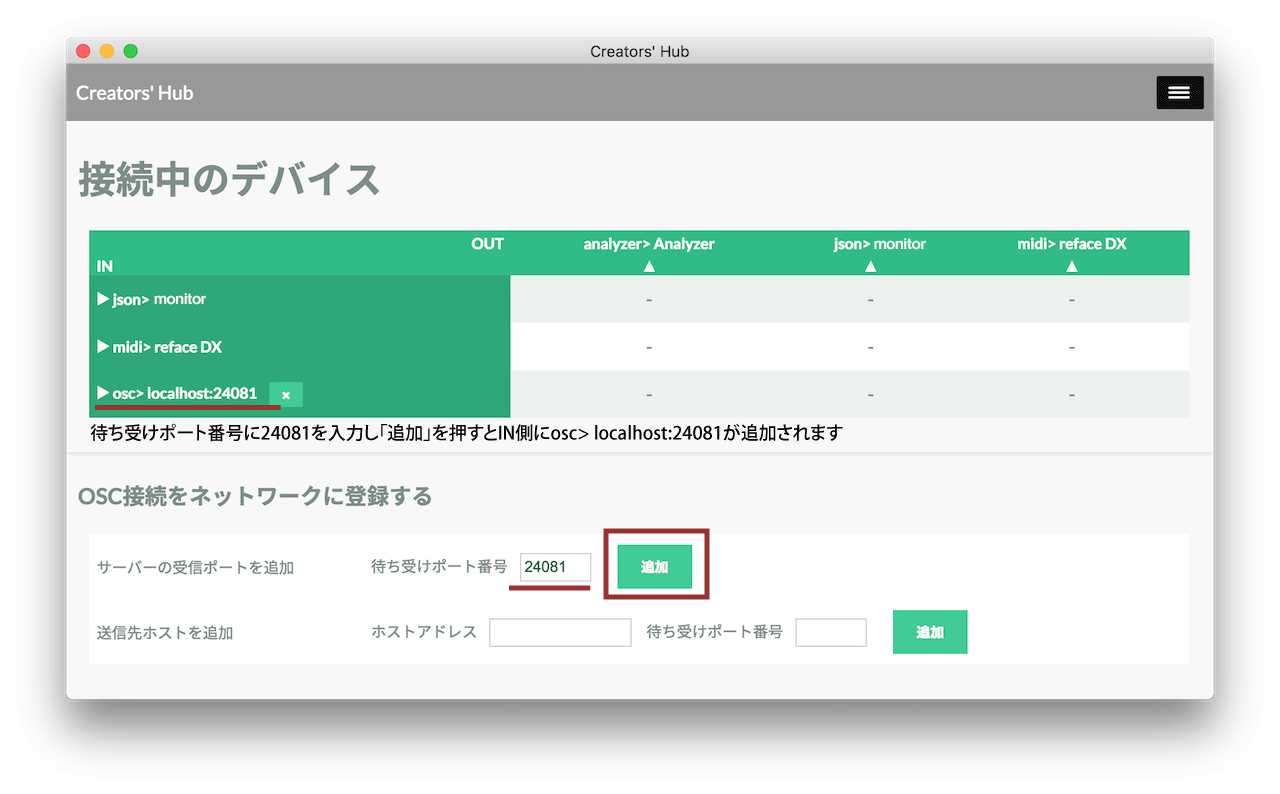 Creators' Hub
Creators' Hub
接続中のデバイス
OUT analyzer> Analyzer json> monitor midi> reface DX
IN ▲ ▲ ▲
▶ json> monitor - - -
▶ midi> reface DX - - -
▶ osc> localhost:24081 × - - -
待ち受けポート番号に24081を入力し「追加」を押すとIN側にosc> localhost:24081が追加されます
OSC接続をネットワークに登録する
サーバーの受信ポートを追加 待ち受けポート番号 24081 追加
送信先ホストを追加 ホストアドレス 待ち受けポート番号 追加